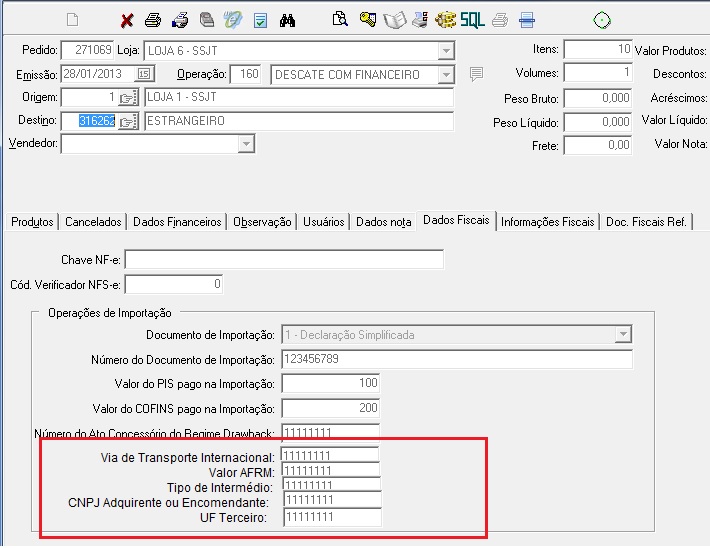 SQL
Pedido: 271069 Loja: LOJA 6 - SSJT Itens: 10 Valor Produtos:
Emissão: 28/01/2013 15 Operação: 160 DESCATE COM FINANCEIRO Volumes: 1 Descontos:
Origem: 1 LOJA 1 - SSJT Peso Bruto: 0,000 Acréscimos:
Destino: 316262 ESTRANGEIRO Peso Líquido: 0,000 Valor Líquido:
Vendedor: Frete: 0,00 Valor Nota:
Produtos Cancelados Dados Financeiros Observação Usuários Dados nota Dados Fiscais Informações Fiscais Doc. Fiscais Ref.
Chave NF-e:
Cód. Verificador NFS-e: 0
Operações de Importação
Documento de Importação: 1 - Declaração Simplificada
Número do Documento de Importação: 123456789
Valor do PIS pago na Importação: 100
Valor do COFINS pago na Importação: 200
Número do Ato Concessório do Regime Drawback: 11111111
Via de Transporte Internacional: 11111111
Valor AFRM: 11111111
Tipo de Intermédio: 11111111
CNPJ Adquirente ou Encomendante: 11111111
UF Terceiro: 11111111